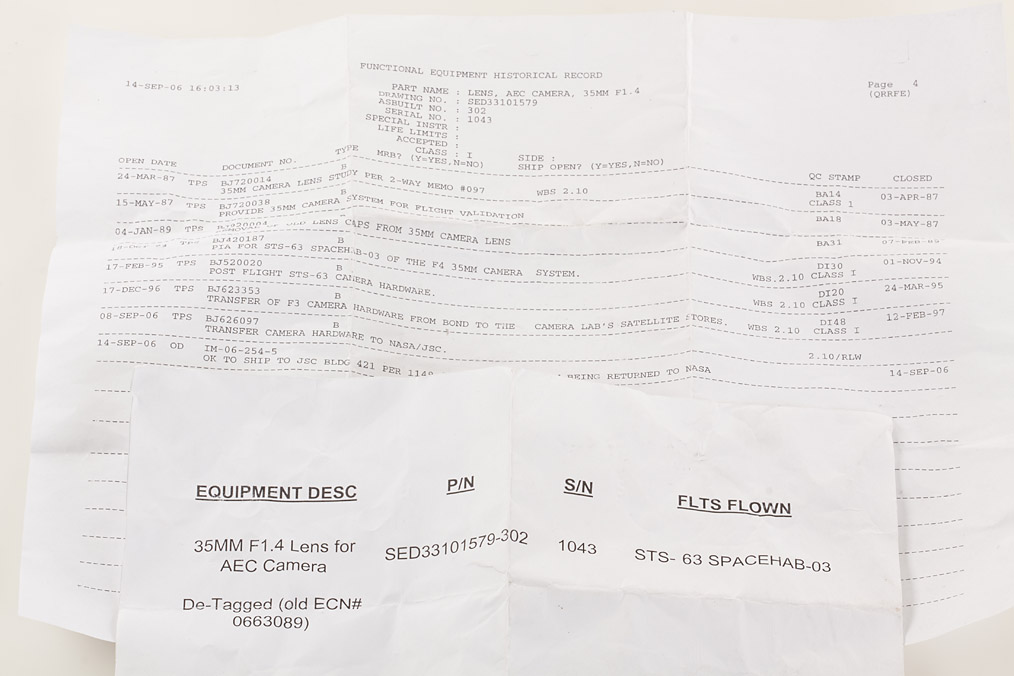 14-SEP-06 16:03:13
FUNCTIONAL EQUIPMENT HISTORICAL RECORD
Page 4
(QRRFE)
PART NAME : LENS, AEC CAMERA, 35MM F1.4
DRAWING NO. : SED33101579
ASBUILT NO. : 302
SERIAL NO. : 1043
SPECIAL INSTR :
LIFE LIMITS :
ACCEPTED :
CLASS : I SIDE :
MRB? (Y=YES,N=NO) SHIP OPEN? (Y=YES,N=NO)
OPEN DATE DOCUMENT NO. TYPE QC STAMP CLOSED
24-MAR-87 TPS BJ720014 B WBS 2.10 BA14 03-APR-87
35MM CAMERA LENS STUDY PER 2-WAY MEMO #097 CLASS 1
15-MAY-87 TPS BJ720038 B BA18 03-MAY-87
PROVIDE 35MM CAMERA SYSTEM FOR FLIGHT VALIDATION
04-JAN-89 TPS BA31
OLD LENS CAPS FROM 35MM CAMERA LENS
BJ420187 B DI30 01-NOV-94
PIA FOR STS-63 SPACEHAB-03 OF THE F4 35MM CAMERA SYSTEM. WBS.2.10 CLASS I
17-FEB-95 TPS BJ520020 B DI20 24-MAR-95
POST FLIGHT STS-63 CAMERA HARDWARE. WBS 2.10 CLASS I
17-DEC-96 TPS BJ623353 B DI48 12-FEB-97
TRANSFER OF F3 CAMERA HARDWARE FROM BOND TO THE CAMERA LAB'S SATELLITE STORES. WBS 2.10 CLASS I
08-SEP-06 TPS BJ626097 B 2.10/RLW
TRANSFER CAMERA HARDWARE TO NASA/JSC.
14-SEP-06 OD IM-06-254-5 14-SEP-06
OK TO SHIP TO JSC BLDG 421 PER BEING RETURNED TO NASA
EQUIPMENT DESC P/N S/N FLTS FLOWN
35MM F1.4 Lens for SED33101579-302 1043 STS- 63 SPACEHAB-03
AEC Camera
De-Tagged (old ECN#
0663089)